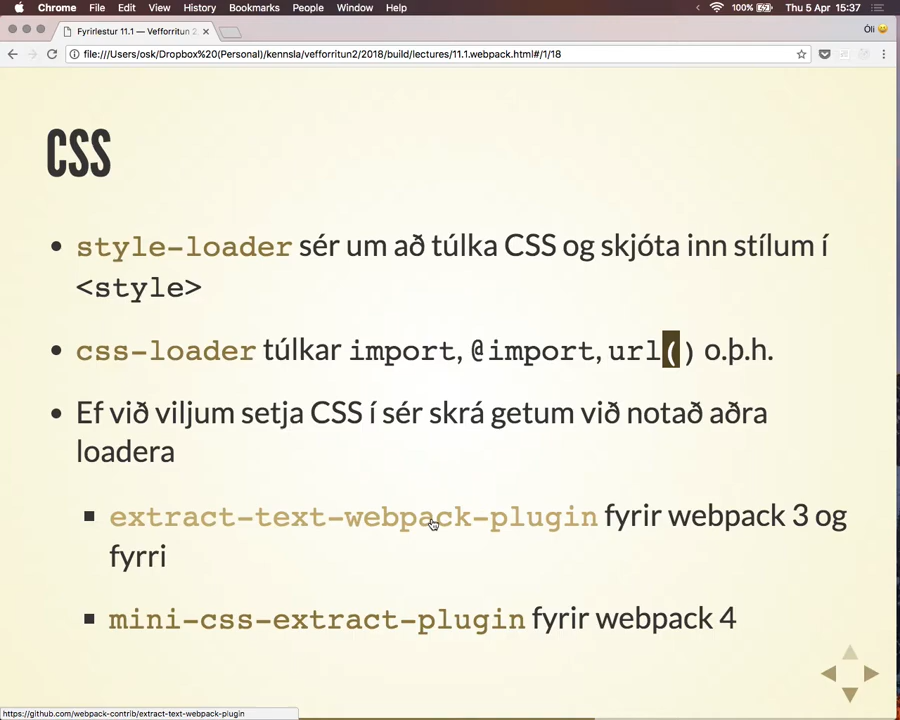 Chrome File Edit View History Bookmarks People Window Help 100% Thu 5 Apr 15:37
Fyrirlestur 11.1 — Vefforritun 2 Óli
file:///Users/osk/Dropbox%20(Personal)/kennsla/vefforritun2/2018/build/lectures/11.1.webpack.html#/1/18
CSS
style-loader sér um að túlka CSS og skjóta inn stílum í
<style>
css-loader túlkar import, @import, url() o.þ.h.
Ef við viljum setja CSS í sér skrá getum við notað aðra
loadera
extract-text-webpack-plugin fyrir webpack 3 og
fyrri
mini-css-extract-plugin fyrir webpack 4
https://github.com/webpack-contrib/extract-text-webpack-plugin